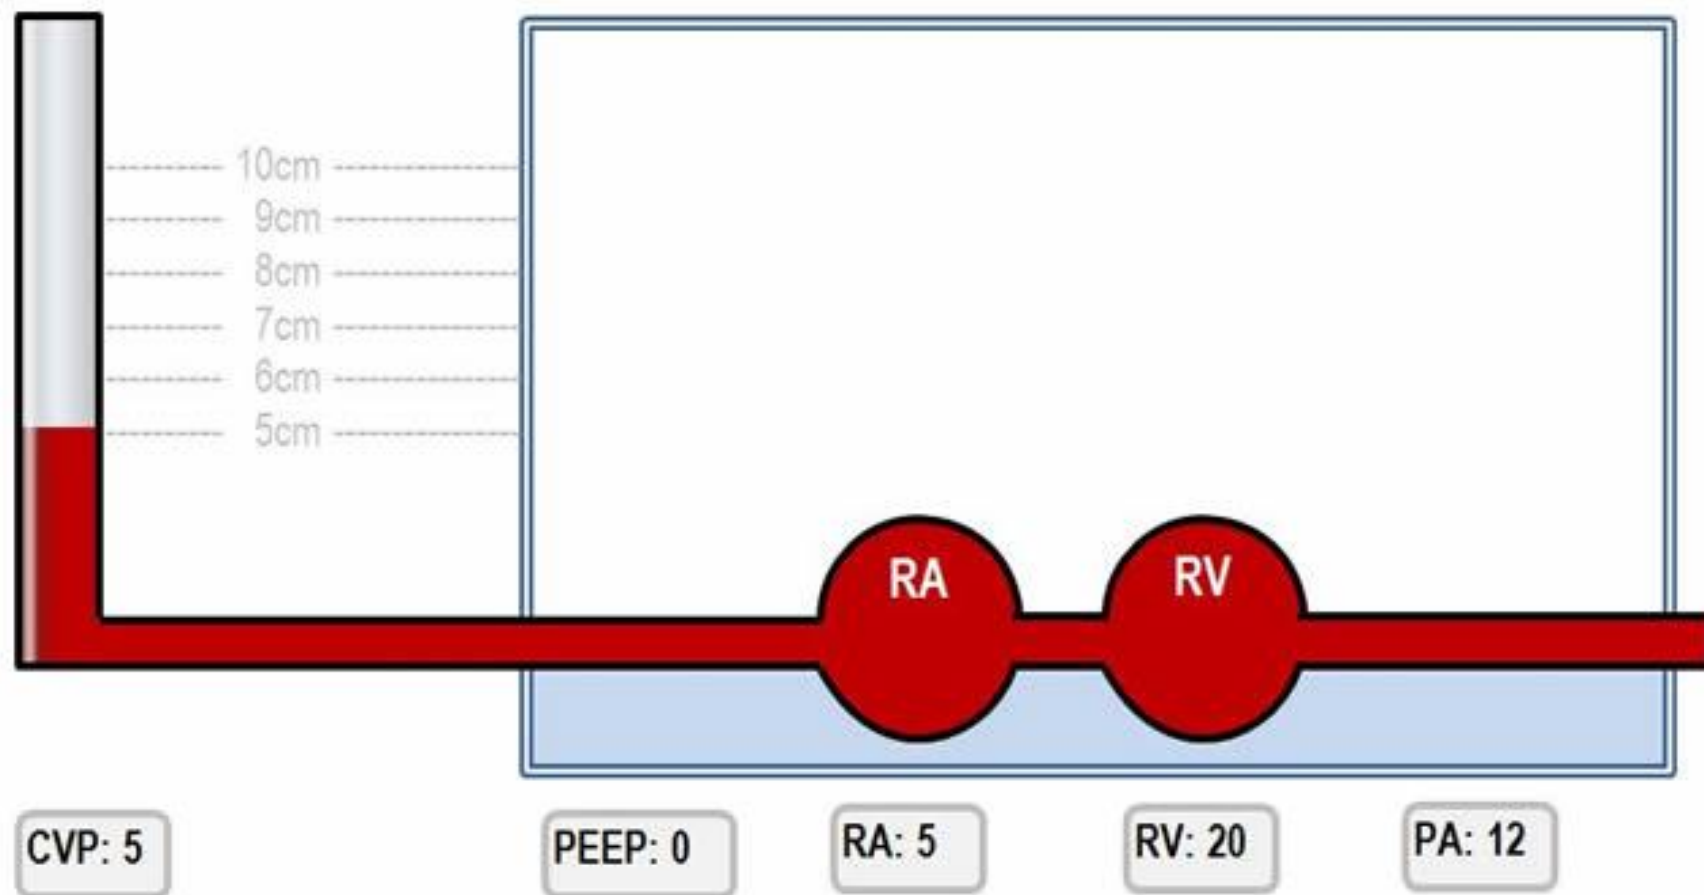 10cm
9cm
8cm
7cm
6cm
5cm
RA
RV
CVP: 5
PEEP: 0
RA: 5
RV: 20
PA: 12